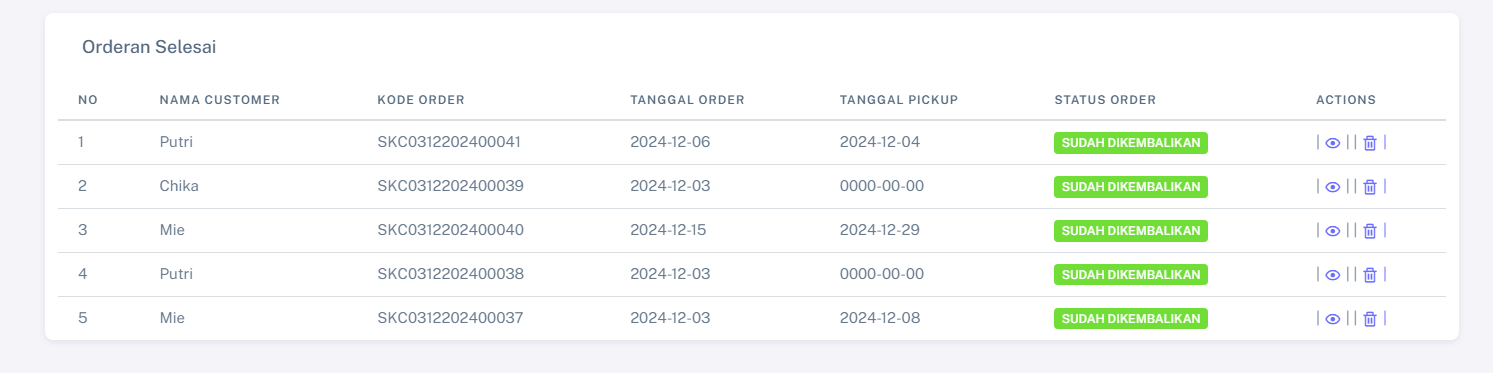 Orderan Selesai
NO NAMA CUSTOMER KODE ORDER TANGGAL ORDER TANGGAL PICKUP STATUS ORDER ACTIONS
1 Putri SKC0312202400041 2024-12-06 2024-12-04 SUDAH DIKEMBALIKAN | | | |
2 Chika SKC0312202400039 2024-12-03 0000-00-00 SUDAH DIKEMBALIKAN | | | |
3 Mie SKC0312202400040 2024-12-15 2024-12-29 SUDAH DIKEMBALIKAN | | | |
4 Putri SKC0312202400038 2024-12-03 0000-00-00 SUDAH DIKEMBALIKAN | | | |
5 Mie SKC0312202400037 2024-12-03 2024-12-08 SUDAH DIKEMBALIKAN | | | |